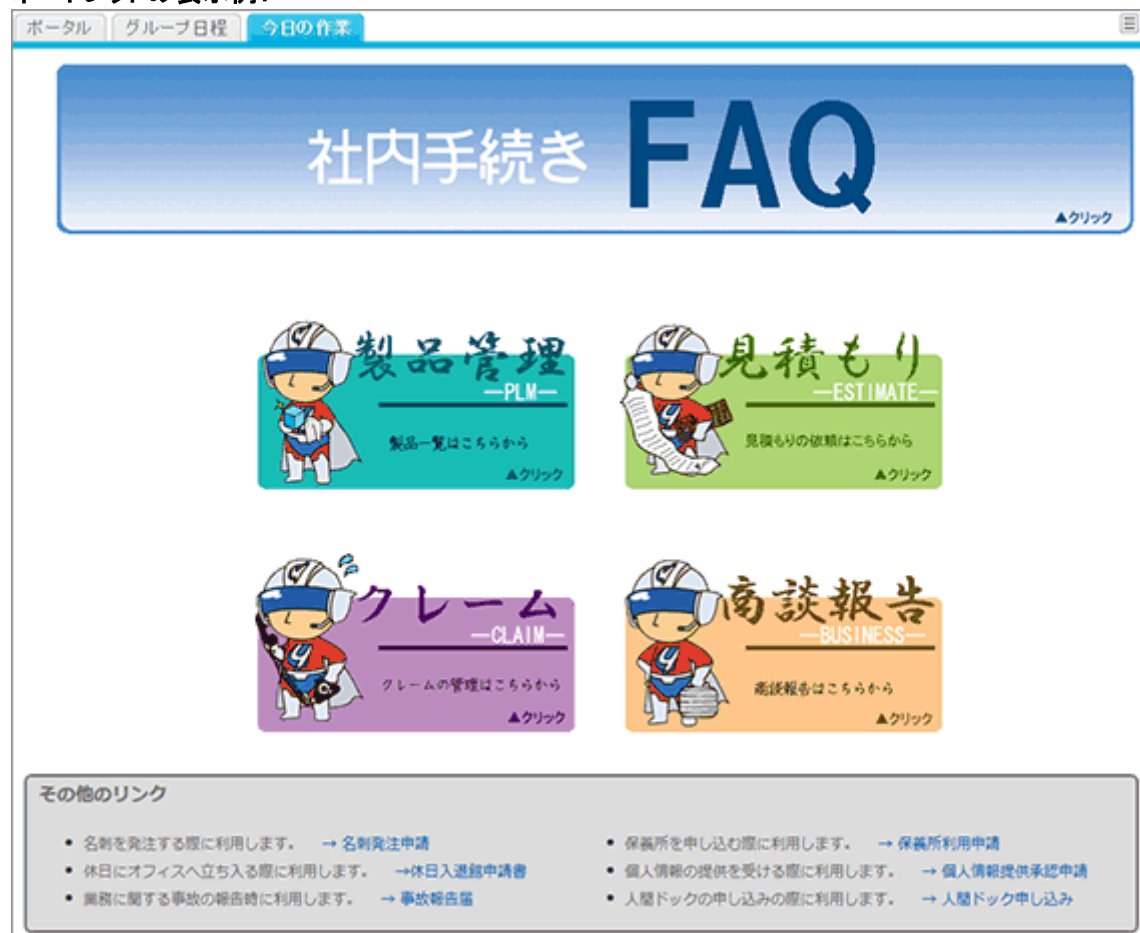 ポータル グループ日程 今日の作業
社内手続き FAQ
▲クリック
製品管理
—PLM—
製品一覧はこちらから
▲クリック
見積もり
—ESTIMATE—
見積もりの依頼はこちらから
▲クリック
クレーム
—CLAIM—
クレームの管理はこちらから
▲クリック
商談報告
—BUSINESS—
商談報告はこちらから
▲クリック
その他のリンク
• 名刺を発注する際に利用します。 → 名刺発注申請
• 休日にオフィスへ立ち入る際に利用します。 →休日入退館申請書
• 業務に関する事故の報告時に利用します。 → 事故報告届
• 保養所を申し込む際に利用します。 → 保養所利用申請
• 個人情報の提供を受ける際に利用します。 → 個人情報提供承認申請
• 人間ドックの申し込みの際に利用します。 → 人間ドック申し込み